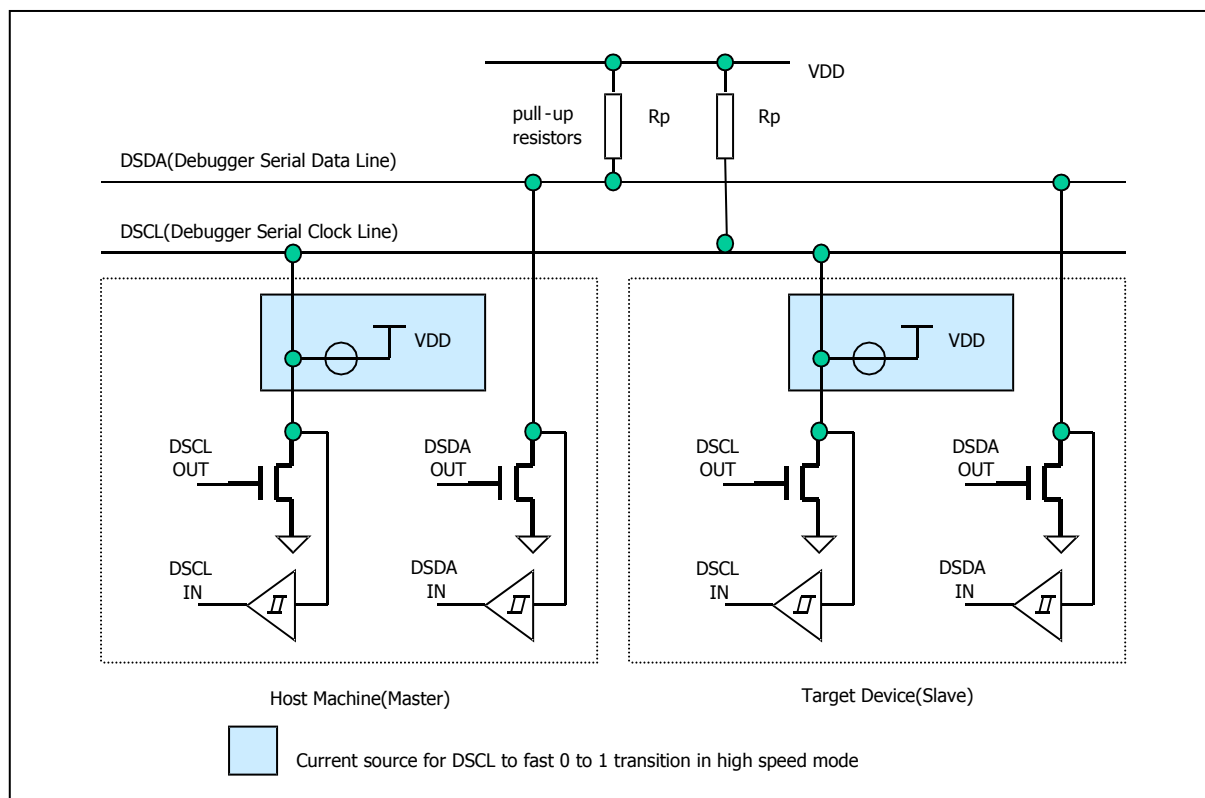 VDD
pull-up
resistors
Rp
Rp
DSDA(Debugger Serial Data Line)
DSCL(Debugger Serial Clock Line)
VDD
VDD
DSCL
OUT
DSDA
OUT
DSCL
OUT
DSDA
OUT
DSCL
IN
DSDA
IN
DSCL
IN
DSDA
IN
Host Machine(Master)
Target Device(Slave)
Current source for DSCL to fast 0 to 1 transition in high speed mode